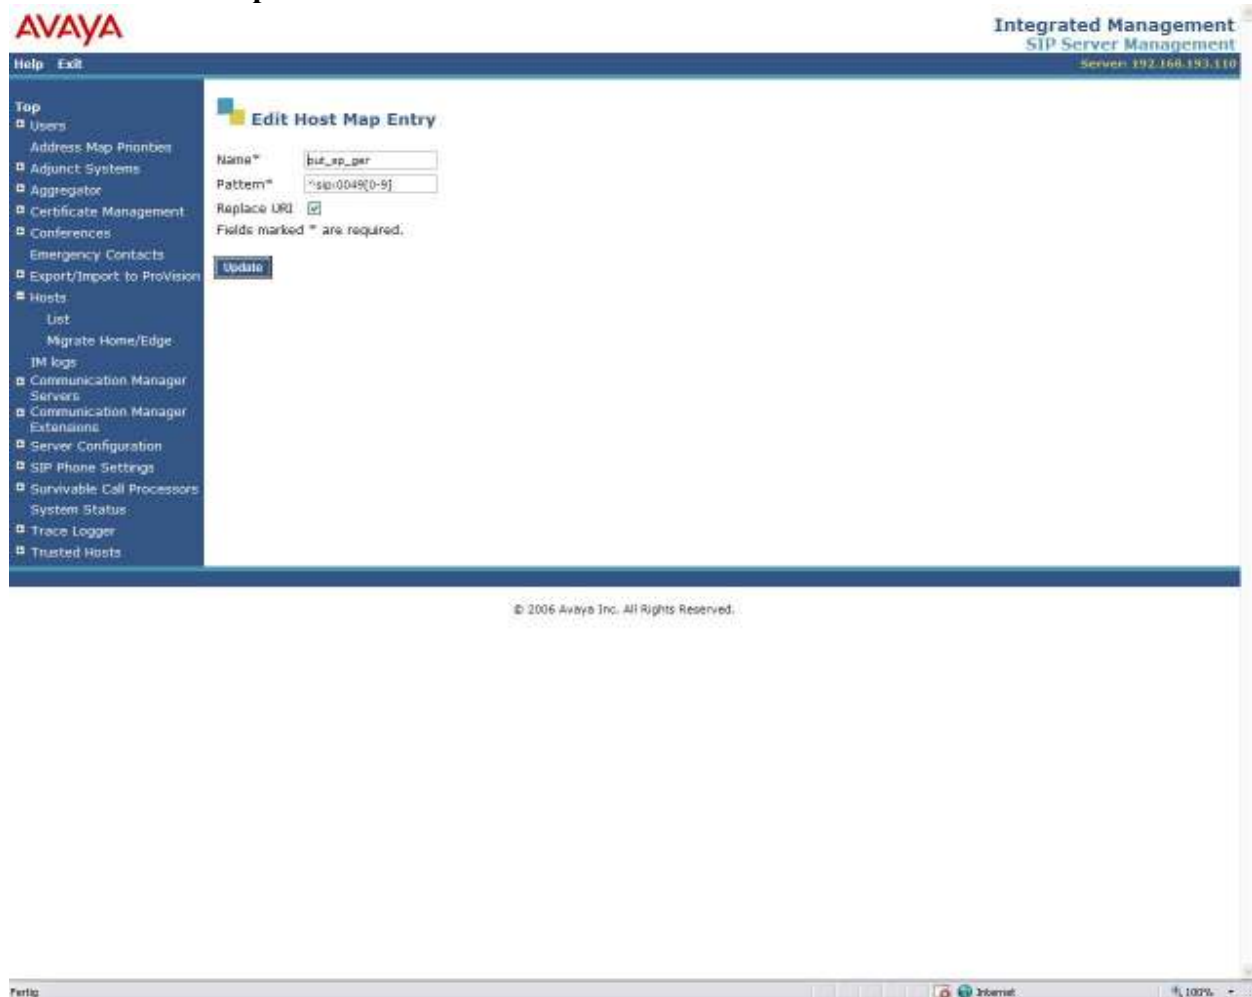 AVAYA
Integrated Management
SIP Server Management
Help Exit
Server: 192.168.193.110
Top
Users
Address Map Priorities
Adjunct Systems
Aggregator
Certificate Management
Conferences
Emergency Contacts
Export/Import to ProVision
Hosts
List
Migrate Home/Edge
IM logs
Communication Manager
Servers
Communication Manager
Extensions
Server Configuration
SIP Phone Settings
Survivable Call Processors
System Status
Trace Logger
Trusted Hosts
Edit Host Map Entry
Name*
Pattern* ^sip:0049[0-9]
Replace URI
Fields marked * are required.
Update
© 2006 Avaya Inc. All Rights Reserved.
Fertig
Internet
100%